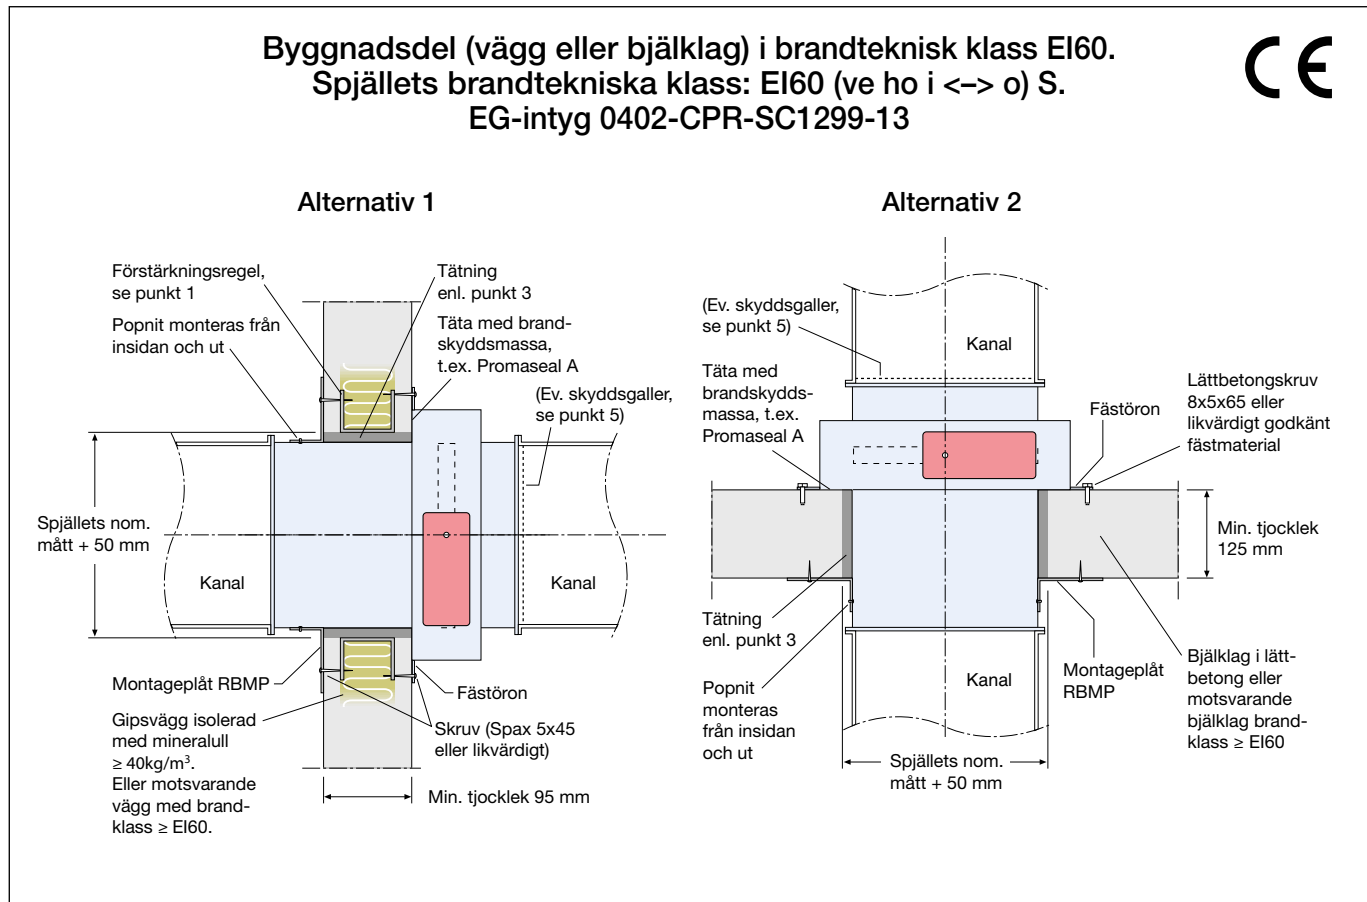 Byggnadsdel (vägg eller bjälklag) i brandteknisk klass EI60.
Spjällets brandtekniska klass: EI60 (ve ho i <–> o) S.
EG-intyg 0402-CPR-SC1299-13
CE
Alternativ 1
Förstärkningsregel,
se punkt 1
Popnit monteras från
insidan och ut
Tätning
enl. punkt 3
Täta med brand-
skyddsmassa,
t.ex. Promaseal A
(Ev. skyddsgaller,
se punkt 5)
Spjällets nom.
mått + 50 mm
Kanal
Kanal
Montageplåt RBMP
Gipsvägg isolerad
med mineralull
≥ 40kg/m³.
Eller motsvarande
vägg med brand-
klass ≥ EI60.
Fästöron
Skruv (Spax 5x45
eller likvärdigt)
Min. tjocklek 95 mm
Alternativ 2
(Ev. skyddsgaller,
se punkt 5)
Kanal
Täta med
brandskydds-
massa, t.ex.
Promaseal A
Fästöron
Lättbetongskruv
8x5x65 eller
likvärdigt godkänt
fästmaterial
Min. tjocklek
125 mm
Tätning
enl. punkt 3
Popnit
monteras
från insidan
och ut
Kanal
Montageplåt
RBMP
Bjälklag i lätt-
betong eller
motsvarande
bjälklag brand-
klass ≥ EI60
Spjällets nom.
mått + 50 mm